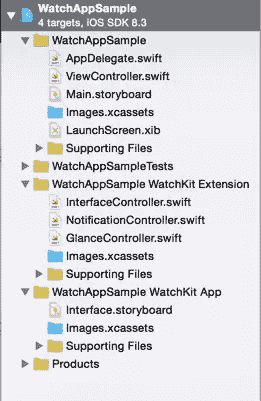 WatchAppSample
4 targets, iOS SDK 8.3
WatchAppSample
AppDelegate.swift
ViewController.swift
Main.storyboard
Images.xcassets
LaunchScreen.xib
Supporting Files
WatchAppSampleTests
WatchAppSample WatchKit Extension
InterfaceController.swift
NotificationController.swift
GlanceController.swift
Images.xcassets
Supporting Files
WatchAppSample WatchKit App
Interface.storyboard
Images.xcassets
Supporting Files
Products